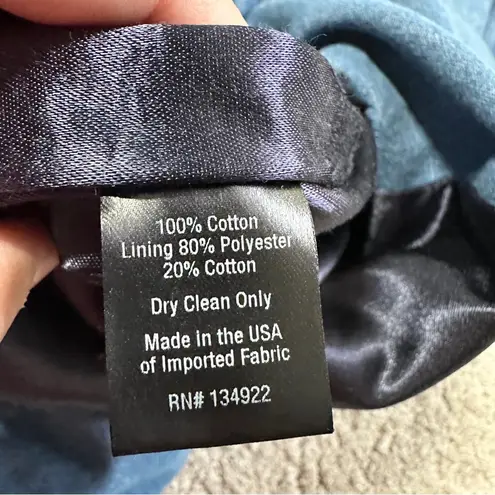 100% Cotton
Lining 80% Polyester
20% Cotton
Dry Clean Only
Made in the USA
of Imported Fabric
RN# 134922